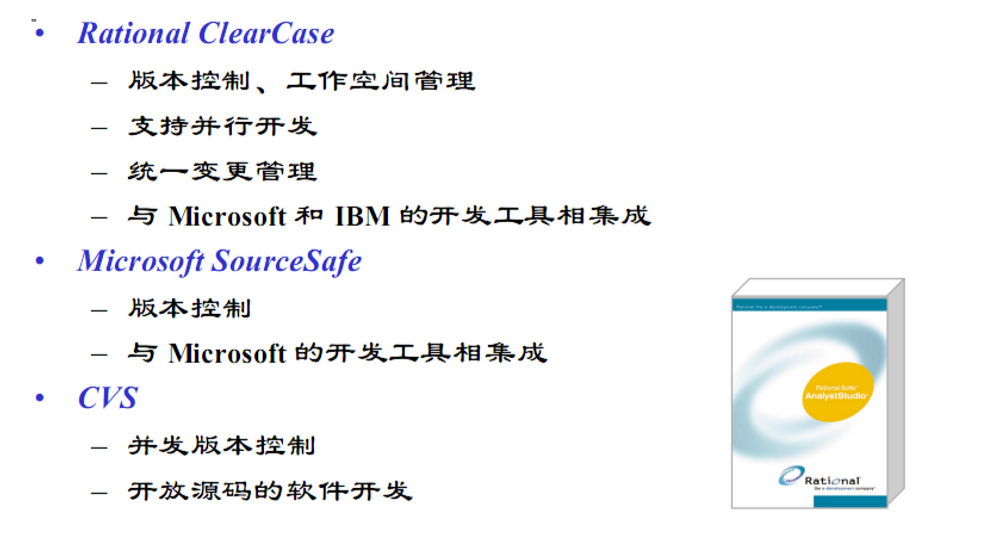 • Rational ClearCase
– 版本控制、工作空间管理
– 支持并行开发
– 统一变更管理
– 与 Microsoft 和 IBM 的开发工具相集成
• Microsoft SourceSafe
– 版本控制
– 与 Microsoft 的开发工具相集成
• CVS
– 并发版本控制
– 开放源码的软件开发
Rational the e-development company™
Rational Suite™
AnalystStudio
Rational
the e-development company™